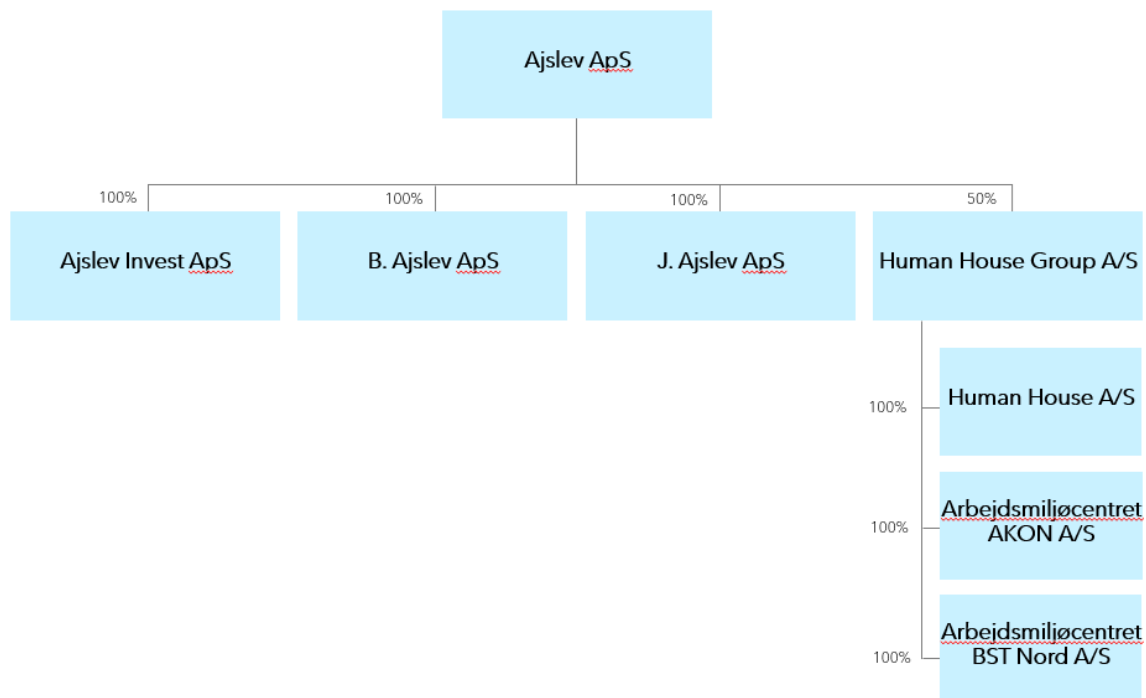 Ajslev ApS
100%
100%
100%
50%
Ajslev Invest ApS
B. Ajslev ApS
J. Ajslev ApS
Human House Group A/S
100%
Human House A/S
100%
Arbejdsmiljøcentret
AKON A/S
100%
Arbejdsmiljøcentret
BST Nord A/S